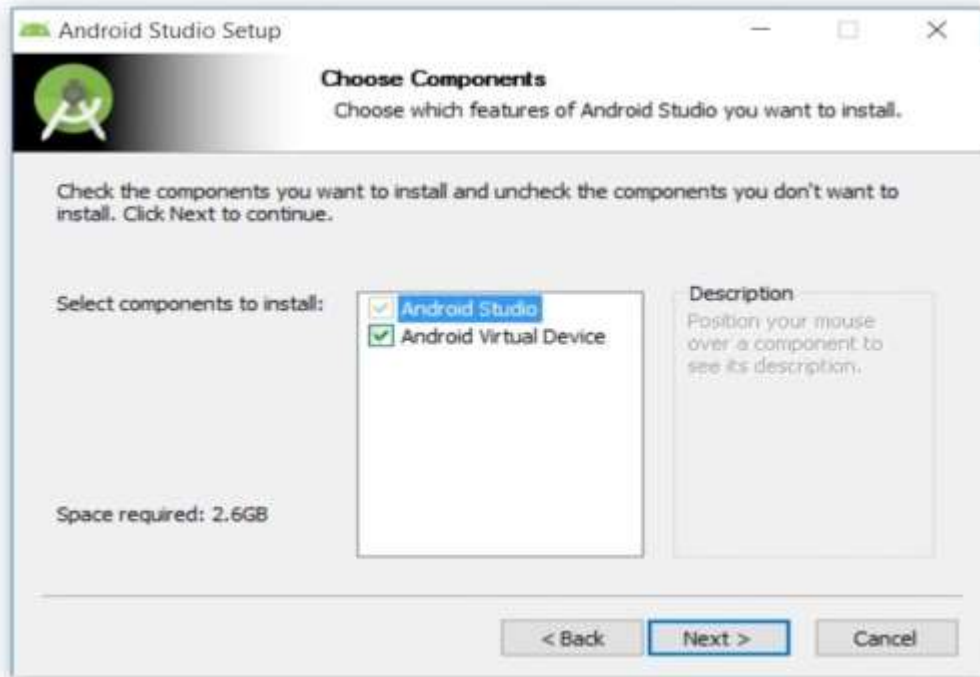 Android Studio Setup
Choose Components
Choose which features of Android Studio you want to install.
Check the components you want to install and uncheck the components you don't want to
install. Click Next to continue.
Select components to install:
Android Studio
Android Virtual Device
Description
Position your mouse
over a component to
see its description.
Space required: 2.6GB
< Back
Next >
Cancel